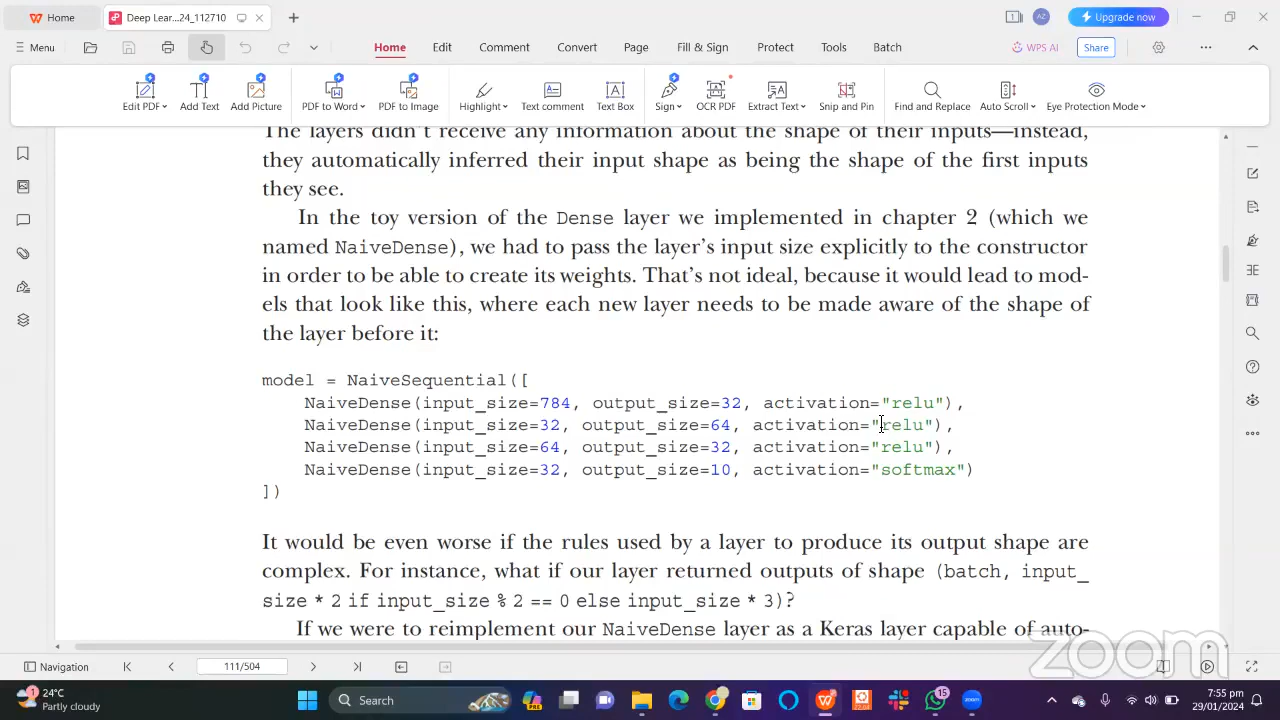 Home
Deep Lear...24_112710
1
AZ
Upgrade now
Menu
Home
Edit
Comment
Convert
Page
Fill & Sign
Protect
Tools
Batch
WPS AI
Share
Edit PDF
Add Text
Add Picture
PDF to Word
PDF to Image
Highlight
Text comment
Text Box
Sign
OCR PDF
Extract Text
Snip and Pin
Find and Replace
Auto Scroll
Eye Protection Mode
The layers didn't receive any information about the shape of their inputs—instead,
they automatically inferred their input shape as being the shape of the first inputs
they see.
In the toy version of the Dense layer we implemented in chapter 2 (which we
named NaiveDense), we had to pass the layer's input size explicitly to the constructor
in order to be able to create its weights. That's not ideal, because it would lead to mod-
els that look like this, where each new layer needs to be made aware of the shape of
the layer before it:
model = NaiveSequential([
NaiveDense(input_size=784, output_size=32, activation="relu"),
NaiveDense(input_size=32, output_size=64, activation="relu"),
NaiveDense(input_size=64, output_size=32, activation="relu"),
NaiveDense(input_size=32, output_size=10, activation="softmax")
])
It would be even worse if the rules used by a layer to produce its output shape are
complex. For instance, what if our layer returned outputs of shape (batch, input_
size * 2 if input_size % 2 == 0 else input_size * 3)?
If we were to reimplement our NaiveDense layer as a Keras layer capable of auto-
zoom
Navigation
111/504
1
24°C
Partly cloudy
Search
PRE
15
zoom
7:55 pm
29/01/2024